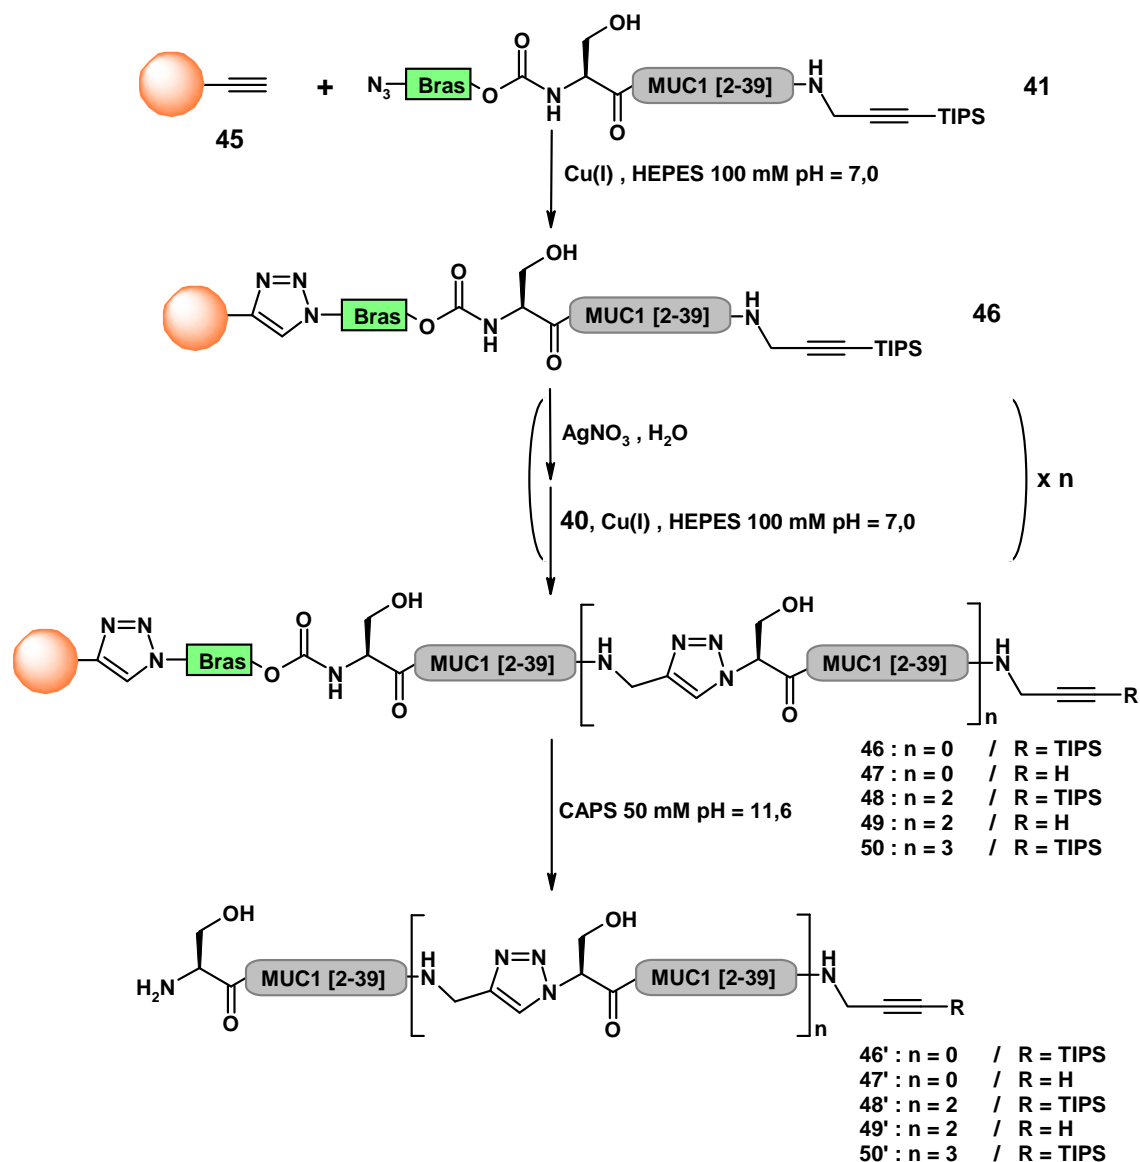 OH
O
N3 Bras O N H O MUC1 [2-39] H N TIPS 41
45 +
Cu(I) , HEPES 100 mM pH = 7,0
OH
N N N Bras O O N H O MUC1 [2-39] H N TIPS 46
AgNO3 , H2O
x n
40, Cu(I) , HEPES 100 mM pH = 7,0
OH OH
N N N Bras O O N H O MUC1 [2-39] H N N N N O MUC1 [2-39] n H N R
46 : n = 0 / R = TIPS
47 : n = 0 / R = H
48 : n = 2 / R = TIPS
49 : n = 2 / R = H
50 : n = 3 / R = TIPS
CAPS 50 mM pH = 11,6
OH OH
H2N O MUC1 [2-39] H N N N N O MUC1 [2-39] n H N R
46' : n = 0 / R = TIPS
47' : n = 0 / R = H
48' : n = 2 / R = TIPS
49' : n = 2 / R = H
50' : n = 3 / R = TIPS